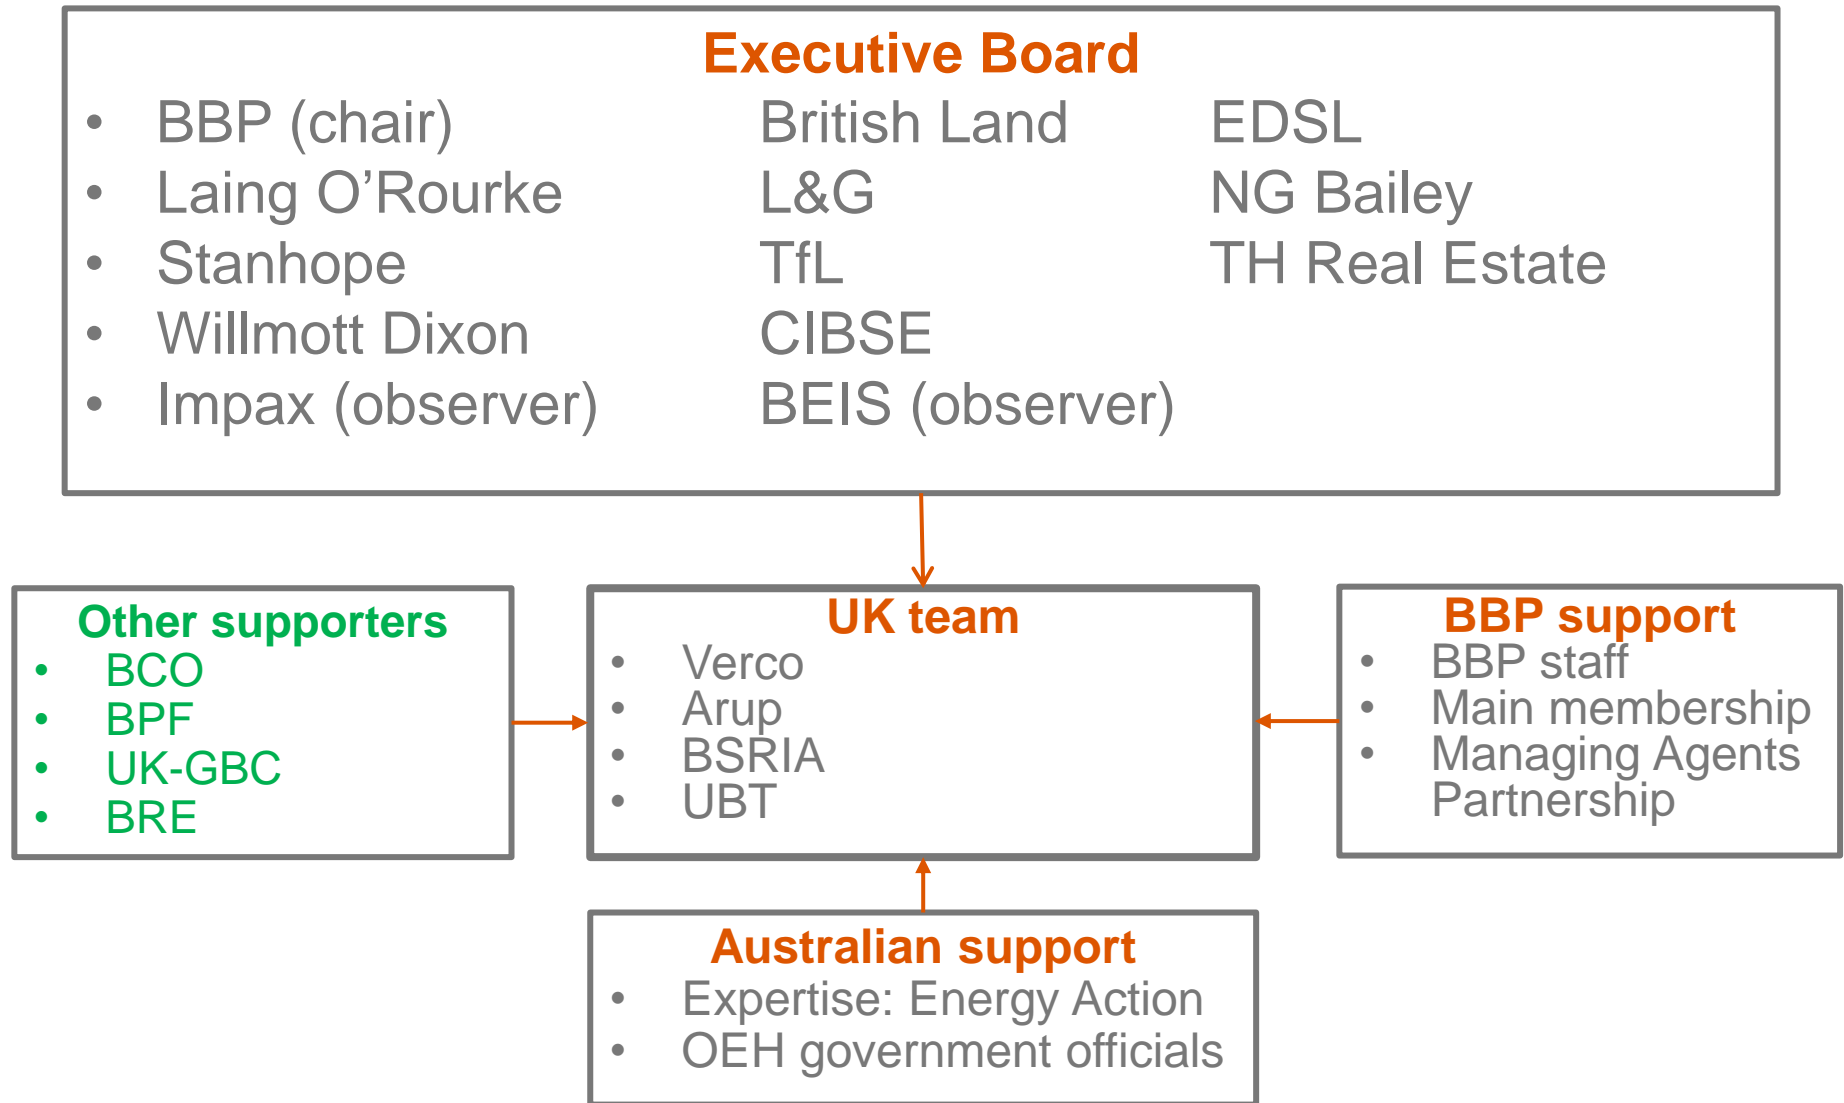 Executive Board
• BBP (chair) British Land EDSL
• Laing O’Rourke L&G NG Bailey
• Stanhope TfL TH Real Estate
• Willmott Dixon CIBSE
• Impax (observer) BEIS (observer)
Other supporters
• BCO
• BPF
• UK-GBC
• BRE
UK team
• Verco
• Arup
• BSRIA
• UBT
BBP support
• BBP staff
• Main membership
• Managing Agents
Partnership
Australian support
• Expertise: Energy Action
• OEH government officials